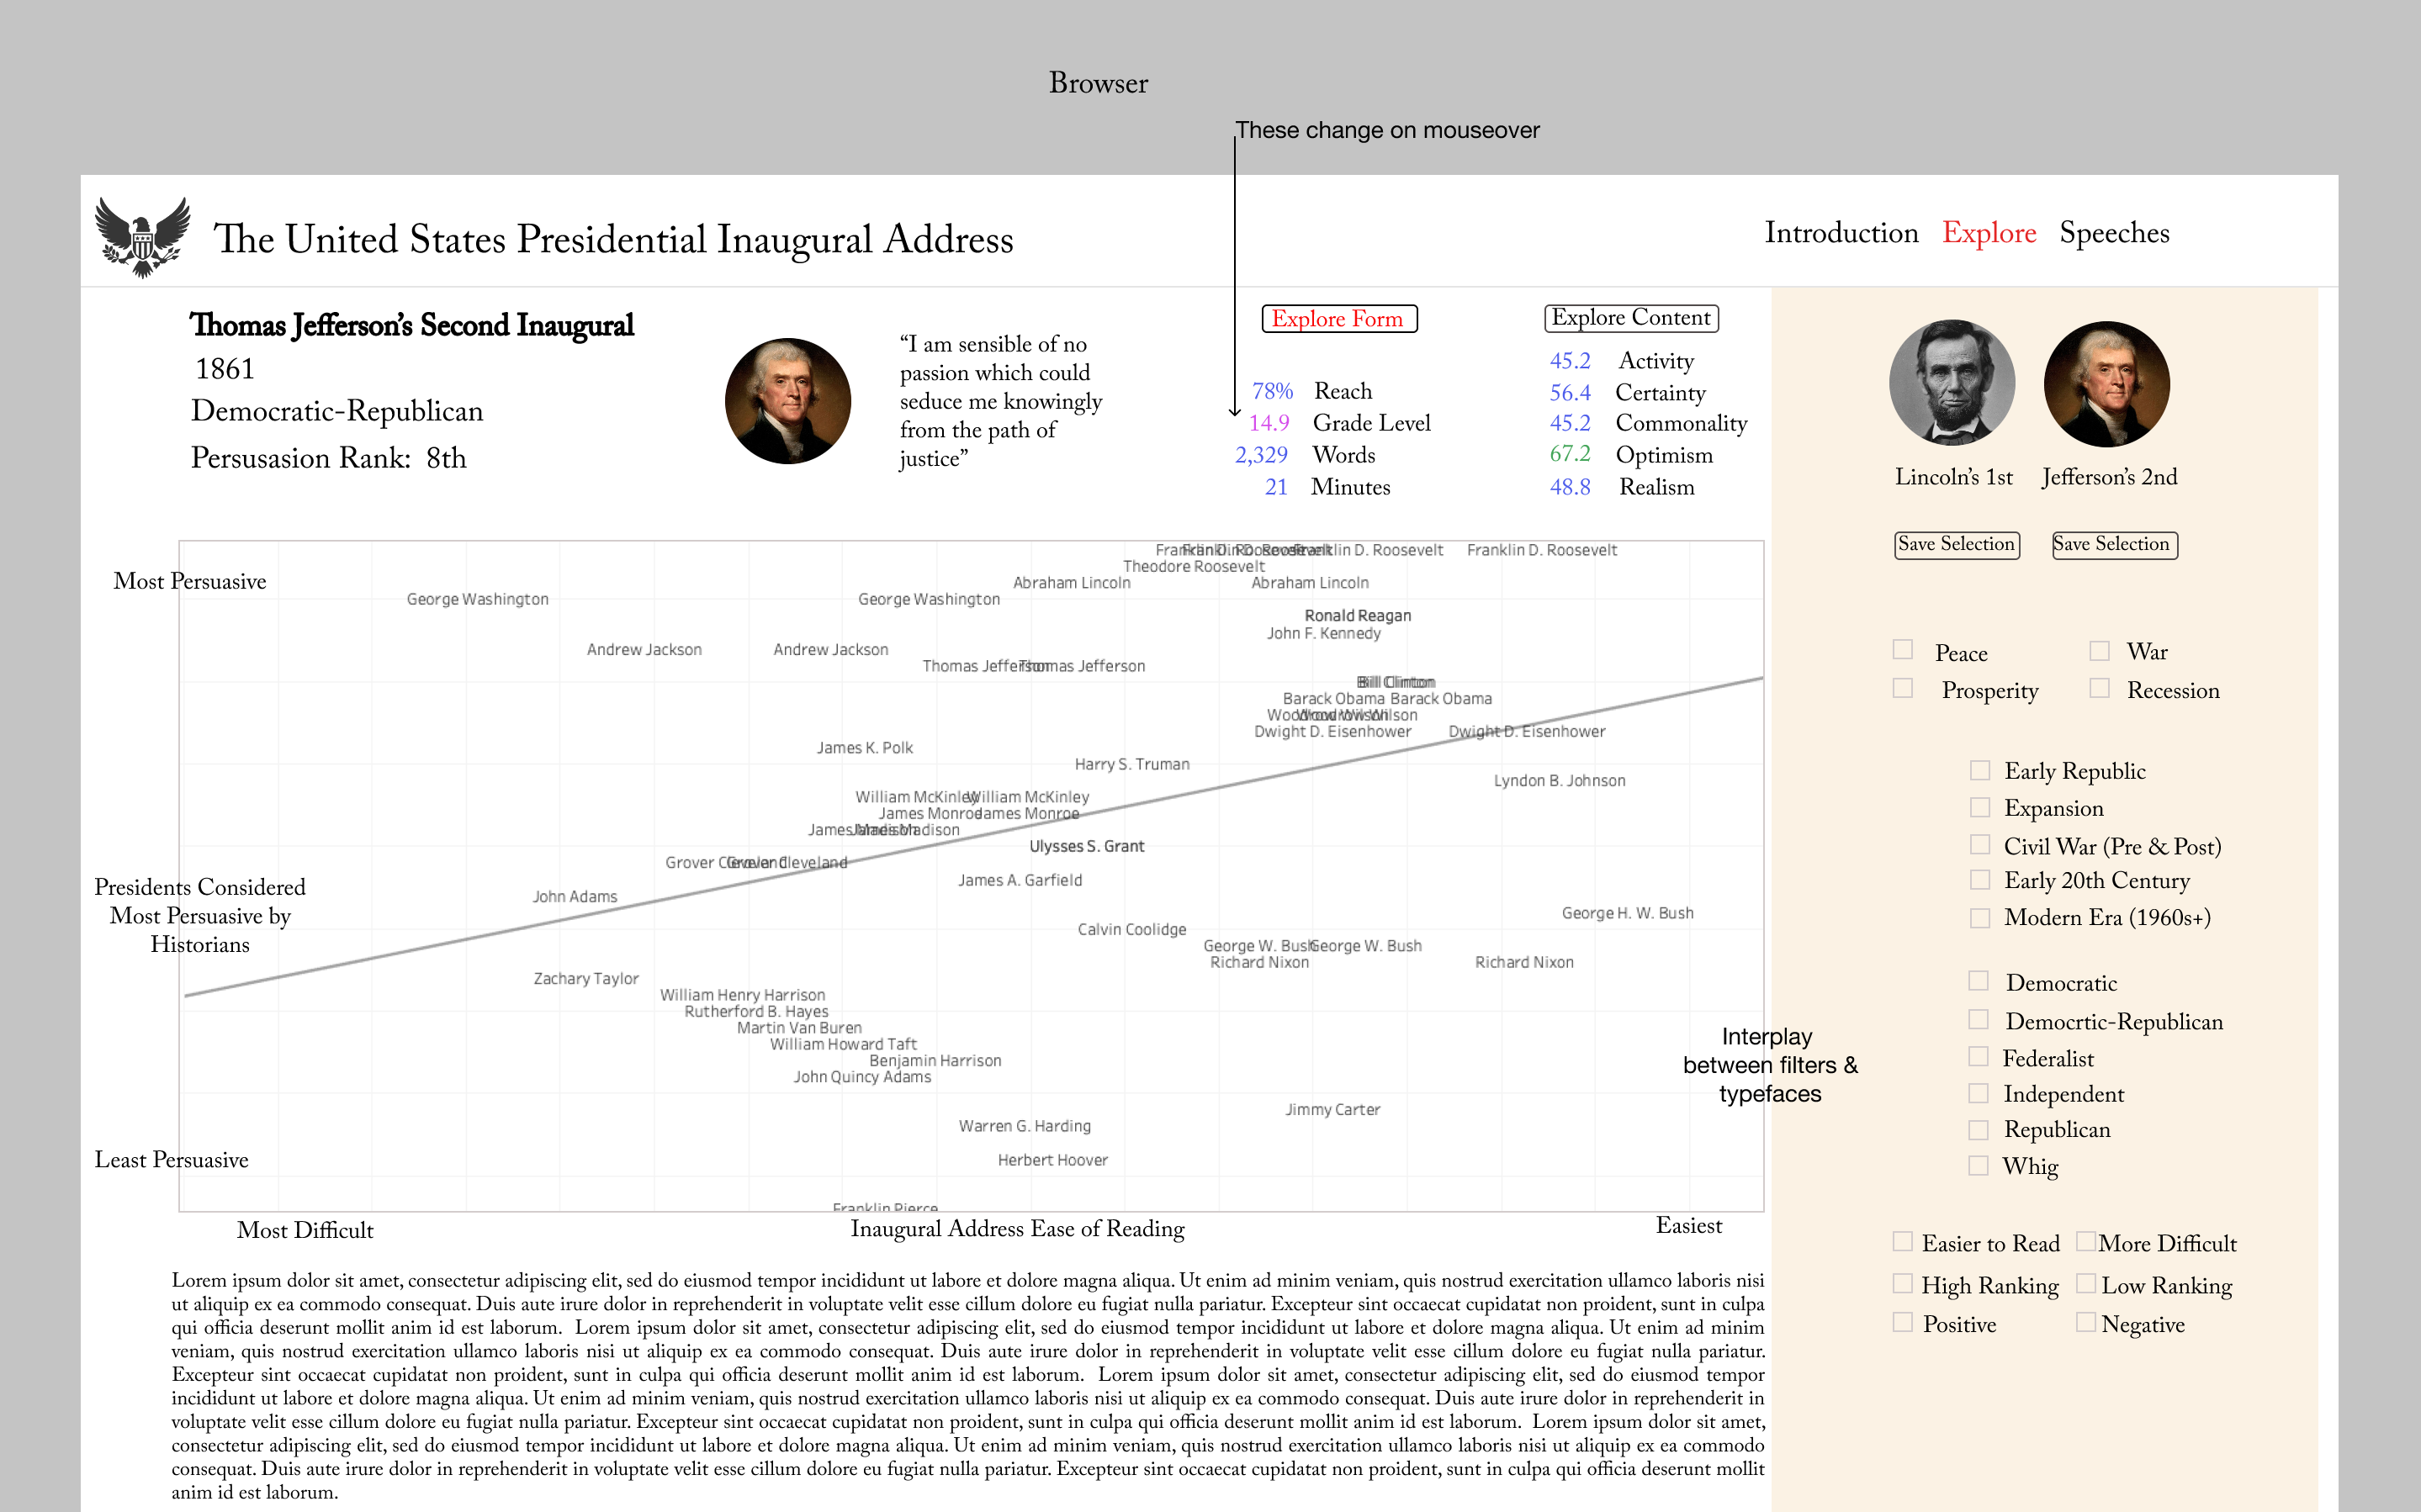 Browser
These change on mouseover
The United States Presidential Inaugural Address
Introduction Explore Speeches
Thomas Jefferson's Second Inaugural
1861
Democratic-Republican
Persusasion Rank: 8th
“I am sensible of no
passion which could
seduce me knowingly
from the path of
justice”
Explore Form
78% Reach
14.9 Grade Level
2,329 Words
21 Minutes
Explore Content
45.2 Activity
56.4 Certainty
45.2 Commonality
67.2 Optimism
48.8 Realism
Lincoln's 1st Jefferson's 2nd
Save Selection Save Selection
Peace War
Prosperity Recession
Early Republic
Expansion
Civil War (Pre & Post)
Early 20th Century
Modern Era (1960s+)
Democratic
Democrtic-Republican
Federalist
Independent
Republican
Whig
Easier to Read More Difficult
High Ranking Low Ranking
Positive Negative
Interplay
between filters &
typefaces
Most Persuasive
Presidents Considered
Most Persuasive by
Historians
Least Persuasive
Franklin D. Roosevelt Franklin D. Roosevelt Franklin D. Roosevelt Franklin D. Roosevelt
Theodore Roosevelt
Abraham Lincoln Abraham Lincoln
George Washington George Washington
Ronald Reagan
John F. Kennedy
Andrew Jackson Andrew Jackson
Thomas Jefferson Thomas Jefferson
Bill Clinton
Barack Obama Barack Obama
Woodrow Wilson Woodrow Wilson
Dwight D. Eisenhower Dwight D. Eisenhower
James K. Polk
Harry S. Truman
Lyndon B. Johnson
William McKinley William McKinley
James Monroe James Monroe
James Madison James Madison
Ulysses S. Grant
Grover Cleveland Grover Cleveland
James A. Garfield
John Adams
George H. W. Bush
Calvin Coolidge
George W. Bush George W. Bush
Richard Nixon Richard Nixon
Zachary Taylor
William Henry Harrison
Rutherford B. Hayes
Martin Van Buren
William Howard Taft
Benjamin Harrison
John Quincy Adams
Jimmy Carter
Warren G. Harding
Herbert Hoover
Franklin Pierce
Most Difficult Inaugural Address Ease of Reading Easiest
Lorem ipsum dolor sit amet, consectetur adipiscing elit, sed do eiusmod tempor incididunt ut labore et dolore magna aliqua. Ut enim ad minim veniam, quis nostrud exercitation ullamco laboris nisi
ut aliquip ex ea commodo consequat. Duis aute irure dolor in reprehenderit in voluptate velit esse cillum dolore eu fugiat nulla pariatur. Excepteur sint occaecat cupidatat non proident, sunt in culpa
qui officia deserunt mollit anim id est laborum. Lorem ipsum dolor sit amet, consectetur adipiscing elit, sed do eiusmod tempor incididunt ut labore et dolore magna aliqua. Ut enim ad minim
veniam, quis nostrud exercitation ullamco laboris nisi ut aliquip ex ea commodo consequat. Duis aute irure dolor in reprehenderit in voluptate velit esse cillum dolore eu fugiat nulla pariatur.
Excepteur sint occaecat cupidatat non proident, sunt in culpa qui officia deserunt mollit anim id est laborum. Lorem ipsum dolor sit amet, consectetur adipiscing elit, sed do eiusmod tempor
incididunt ut labore et dolore magna aliqua. Ut enim ad minim veniam, quis nostrud exercitation ullamco laboris nisi ut aliquip ex ea commodo consequat. Duis aute irure dolor in reprehenderit in
voluptate velit esse cillum dolore eu fugiat nulla pariatur. Excepteur sint occaecat cupidatat non proident, sunt in culpa qui officia deserunt mollit anim id est laborum. Lorem ipsum dolor sit amet,
consectetur adipiscing elit, sed do eiusmod tempor incididunt ut labore et dolore magna aliqua. Ut enim ad minim veniam, quis nostrud exercitation ullamco laboris nisi ut aliquip ex ea commodo
consequat. Duis aute irure dolor in reprehenderit in voluptate velit esse cillum dolore eu fugiat nulla pariatur. Excepteur sint occaecat cupidatat non proident, sunt in culpa qui officia deserunt mollit
anim id est laborum.